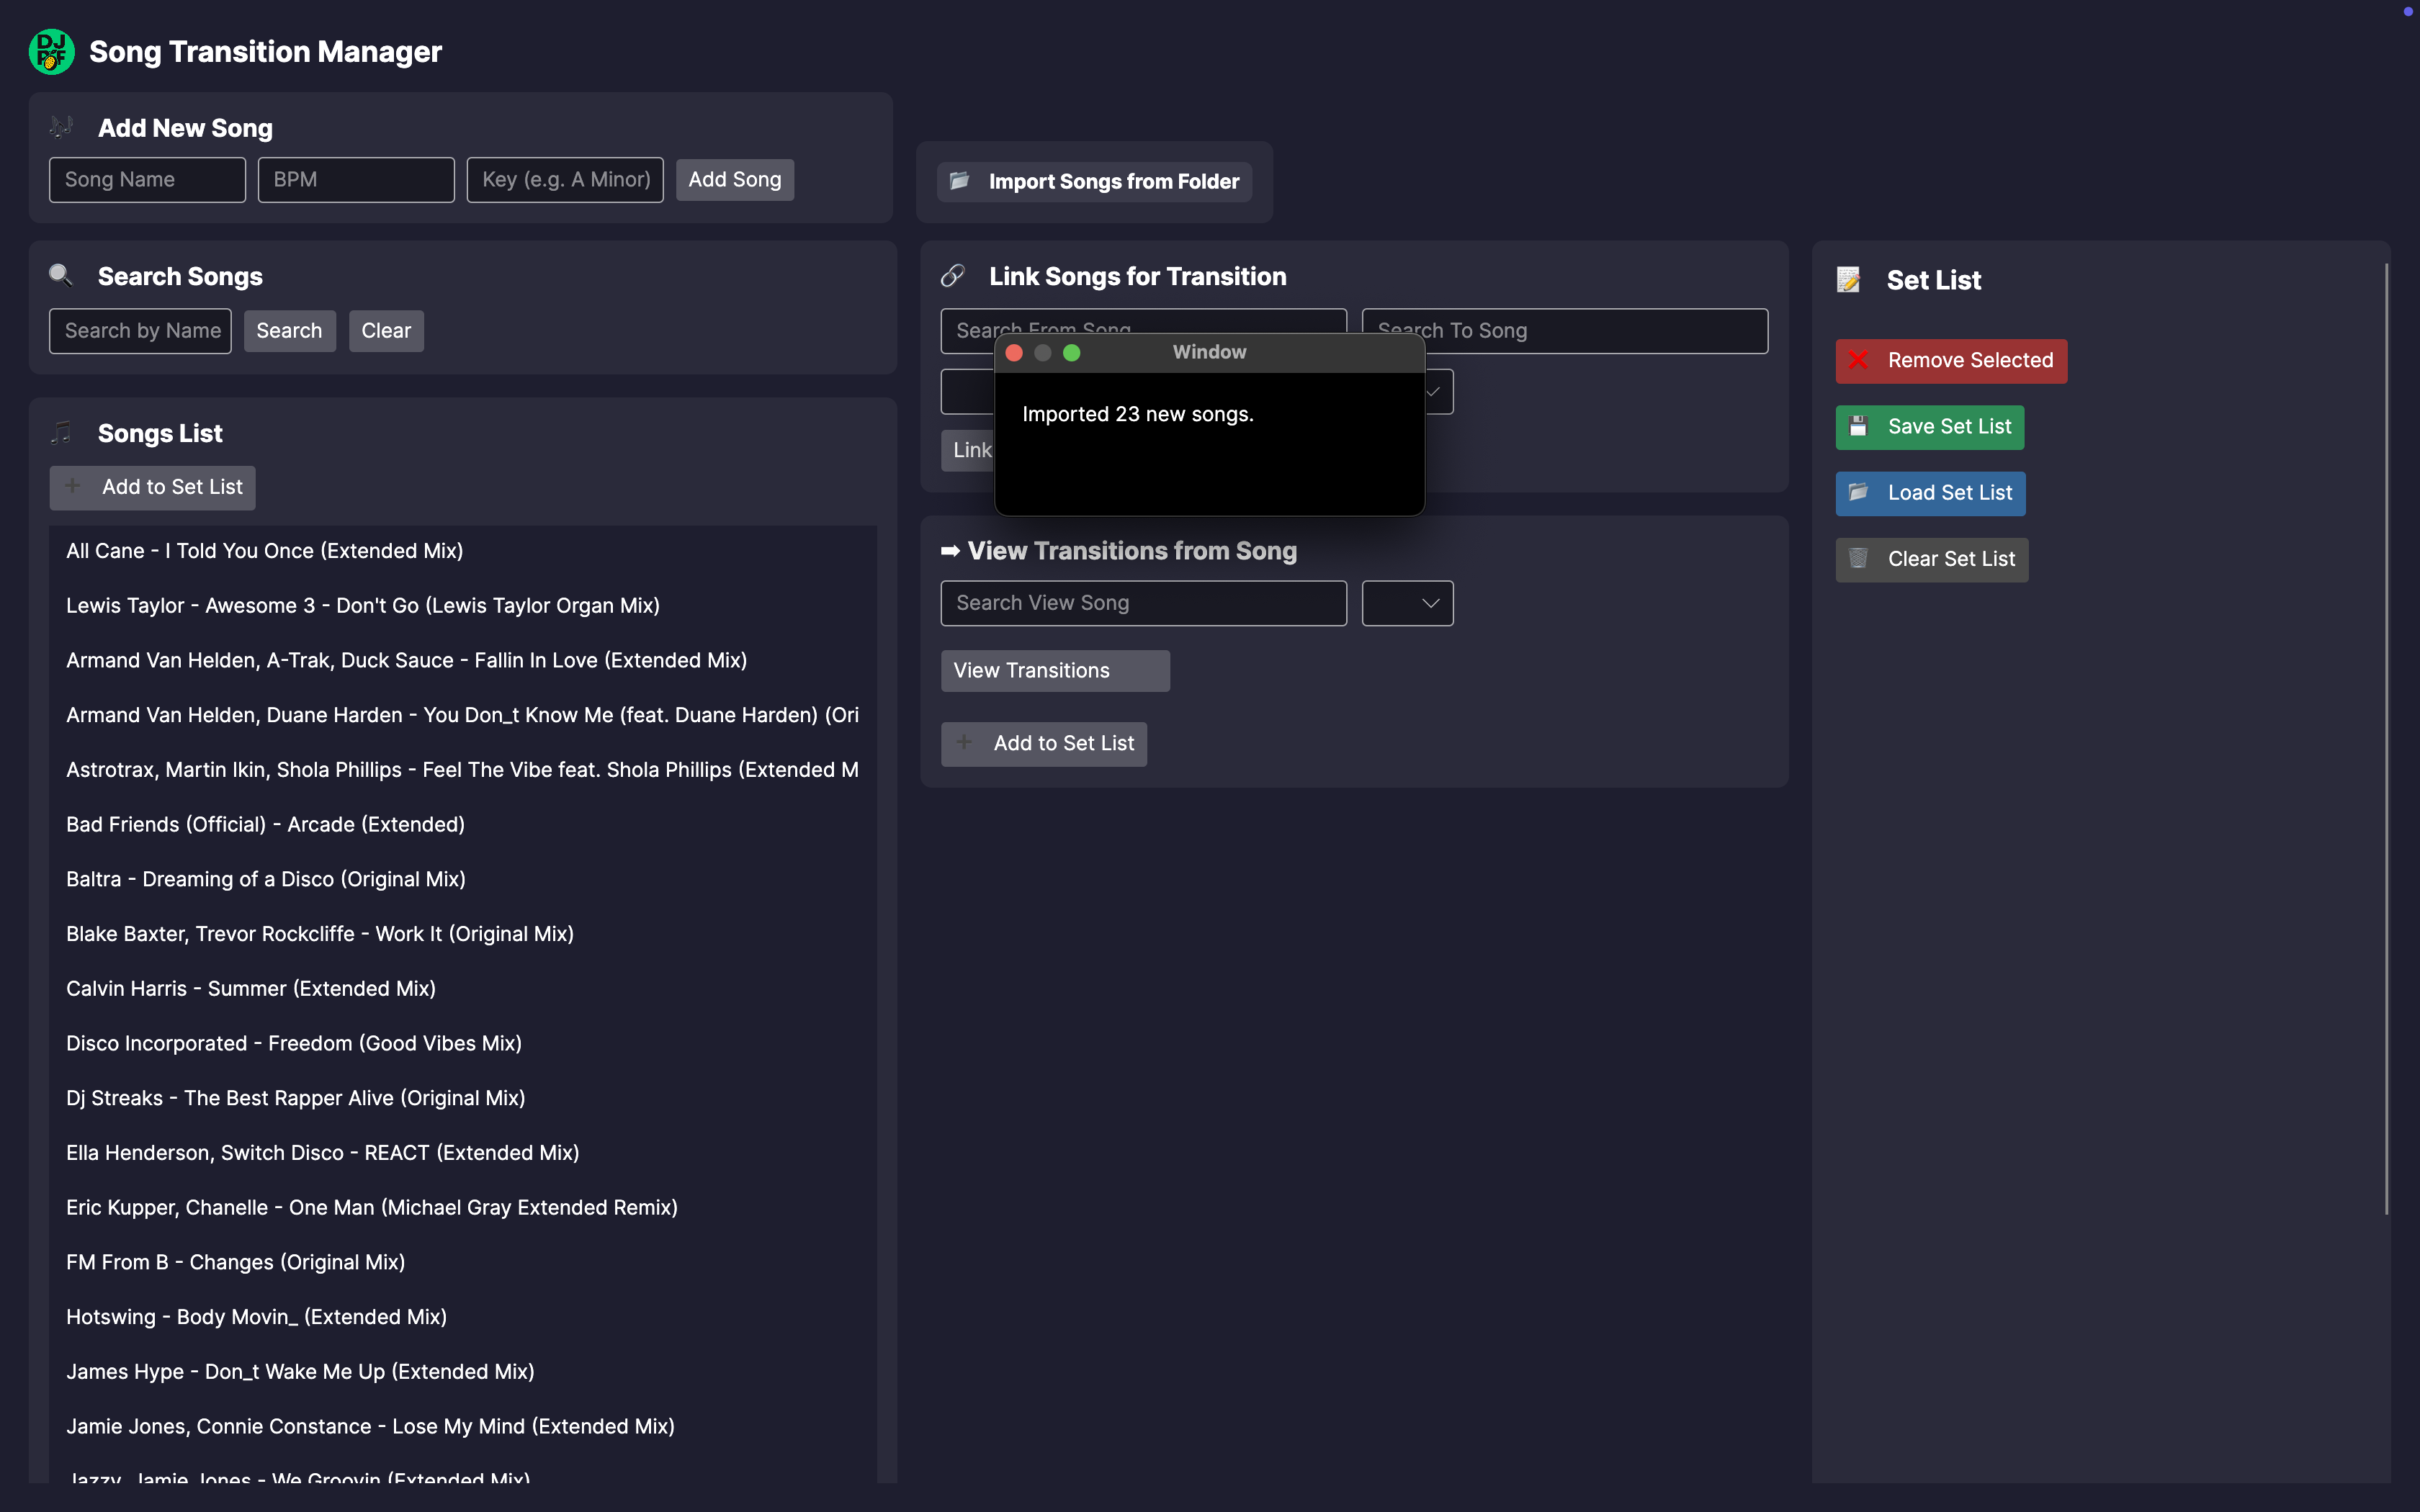 DJ
P F
Song Transition Manager
Add New Song
Song Name
BPM
Key (e.g. A Minor)
Add Song
Import Songs from Folder
Search Songs
Search by Name
Search
Clear
Songs List
Add to Set List
All Cane - I Told You Once (Extended Mix)
Lewis Taylor - Awesome 3 - Don't Go (Lewis Taylor Organ Mix)
Armand Van Helden, A-Trak, Duck Sauce - Fallin In Love (Extended Mix)
Armand Van Helden, Duane Harden - You Don_t Know Me (feat. Duane Harden) (Ori
Astrotrax, Martin Ikin, Shola Phillips - Feel The Vibe feat. Shola Phillips (Extended M
Bad Friends (Official) - Arcade (Extended)
Baltra - Dreaming of a Disco (Original Mix)
Blake Baxter, Trevor Rockcliffe - Work It (Original Mix)
Calvin Harris - Summer (Extended Mix)
Disco Incorporated - Freedom (Good Vibes Mix)
Dj Streaks - The Best Rapper Alive (Original Mix)
Ella Henderson, Switch Disco - REACT (Extended Mix)
Eric Kupper, Chanelle - One Man (Michael Gray Extended Remix)
FM From B - Changes (Original Mix)
Hotswing - Body Movin_ (Extended Mix)
James Hype - Don_t Wake Me Up (Extended Mix)
Jamie Jones, Connie Constance - Lose My Mind (Extended Mix)
Jazzy, Jamie Jones - We Groovin (Extended Mix)
Link Songs for Transition
Search From Song
Search To Song
Link
Window
Imported 23 new songs.
View Transitions from Song
Search View Song
View Transitions
Add to Set List
Set List
Remove Selected
Save Set List
Load Set List
Clear Set List